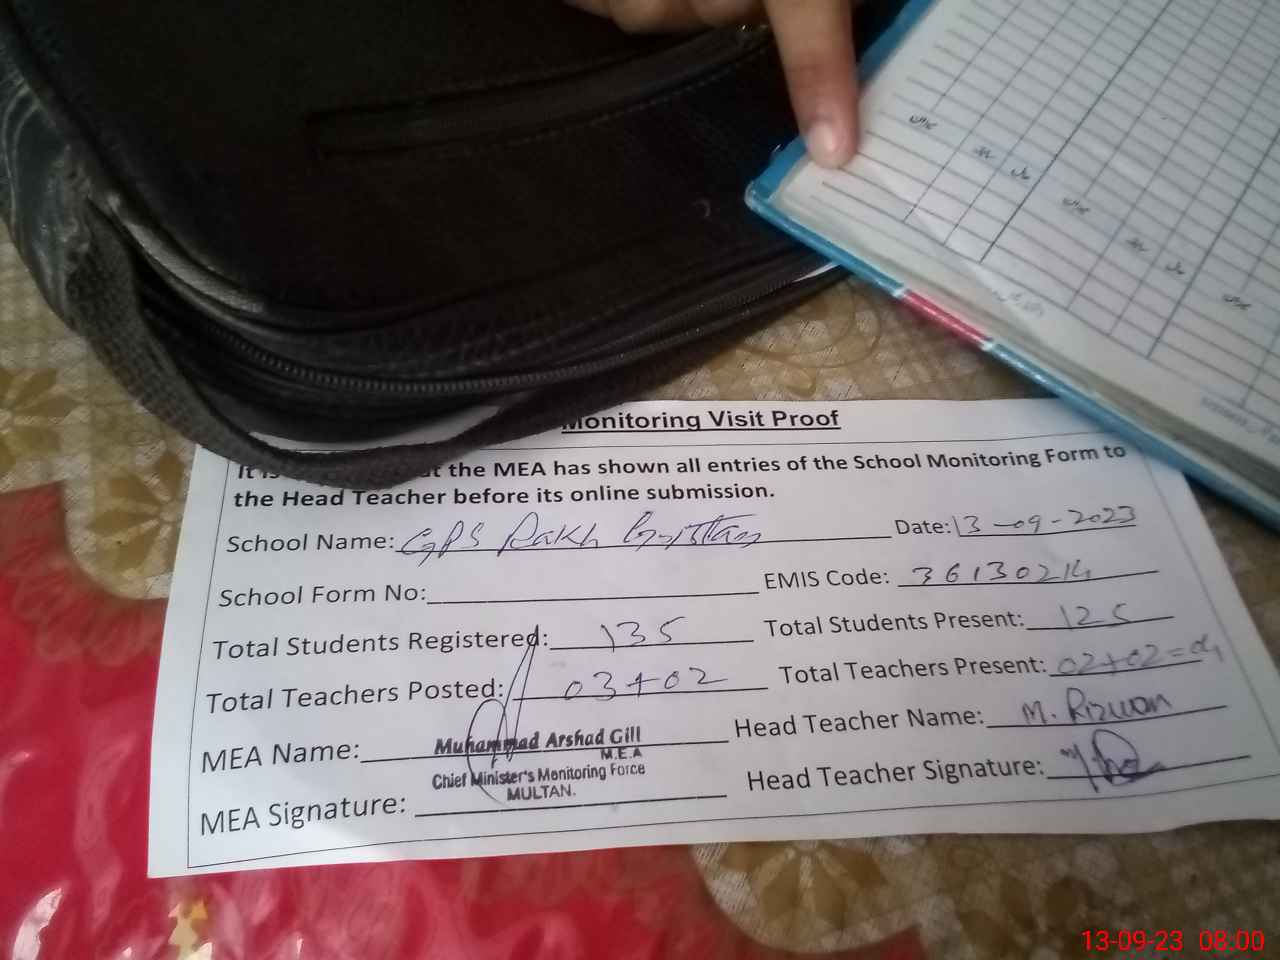 Monitoring Visit Proof
It is t the MEA has shown all entries of the School Monitoring Form to
the Head Teacher before its online submission.
School Name: GPS Rakh Date: 13-09-2023
School Form No: EMIS Code: 36130214
Total Students Registered: 135 Total Students Present: 125
Total Teachers Posted: 03+02 Total Teachers Present: 02+02=04
MEA Name: Muhammad Arshad Gill Head Teacher Name: M. Rizwan
M.E.A
Chief Minister's Monitoring Force
MULTAN.
MEA Signature: Head Teacher Signature:
13-09-23 08:00